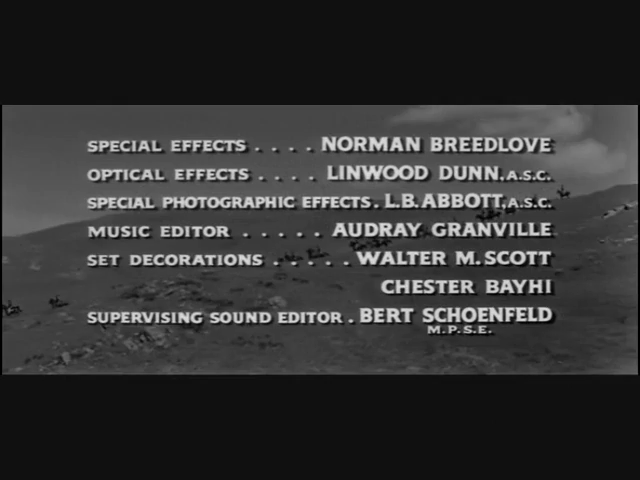 SPECIAL EFFECTS . . . . NORMAN BREEDLOVE
OPTICAL EFFECTS . . . . LINWOOD DUNN, A.S.C.
SPECIAL PHOTOGRAPHIC EFFECTS . L.B. ABBOTT, A.S.C.
MUSIC EDITOR . . . . . AUDRAY GRANVILLE
SET DECORATIONS . . . . . WALTER M. SCOTT
CHESTER BAYHI
SUPERVISING SOUND EDITOR . BERT SCHOENFELD
M.P.S.E.